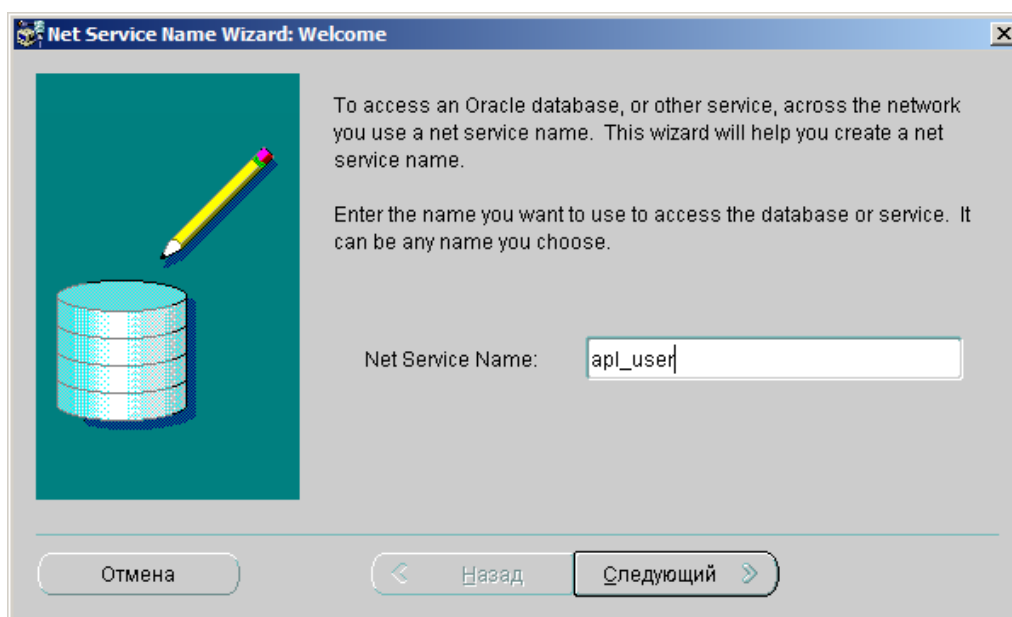 Net Service Name Wizard: Welcome
To access an Oracle database, or other service, across the network
you use a net service name. This wizard will help you create a net
service name.
Enter the name you want to use to access the database or service. It
can be any name you choose.
Net Service Name: apl_user
Отмена Назад Следующий